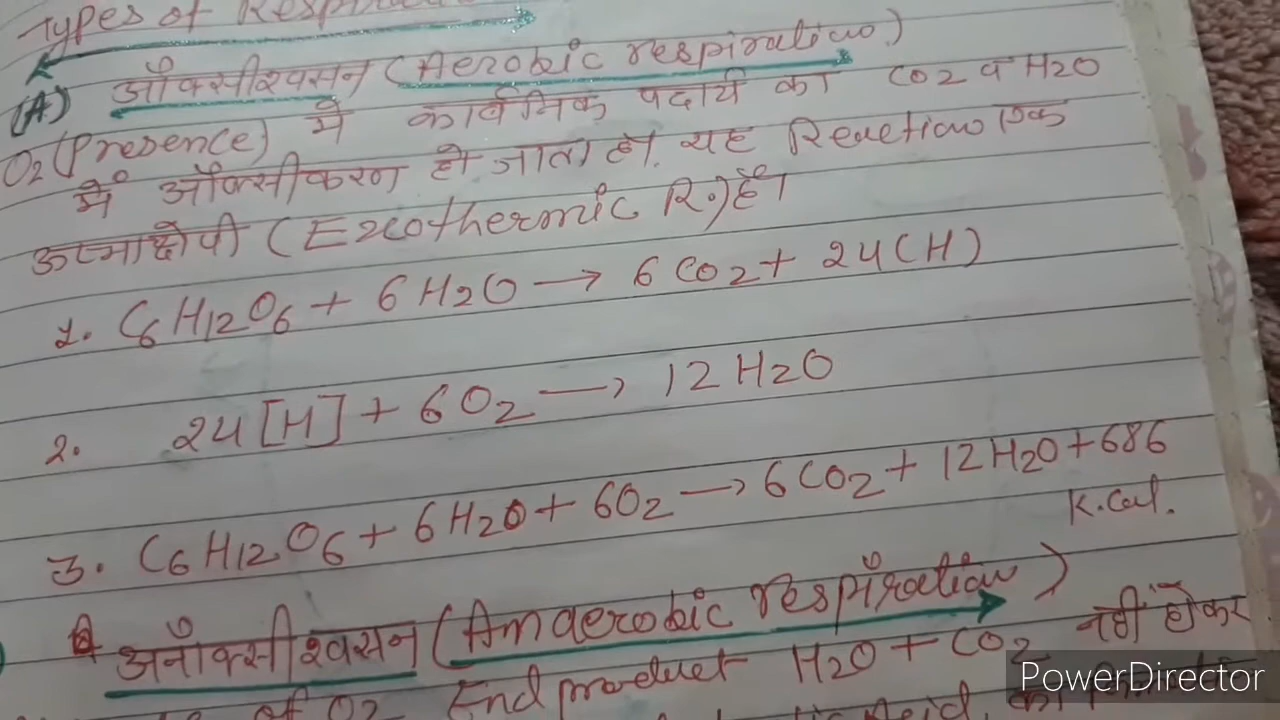 Types of
(A) ऑक्सीश्वसन (Aerobic respiration)
O2 (Presence) में कार्बनिक पदार्थ का CO2 व H2O
में ऑक्सीकरण हो जाता है. यह Reaction एक
ऊष्माक्षेपी (Exothermic R.) है।
1. C6H12O6 + 6H2O → 6CO2 + 24(H)
2. 24[H] + 6O2 → 12H2O
3. C6H12O6 + 6H2O + 6O2 → 6CO2 + 12H2O + 686
K.Cal.
अनॉक्सीश्वसन (Anaerobic respiration)
of O2 End product H2O + CO2 नहीं होकर
PowerDirector